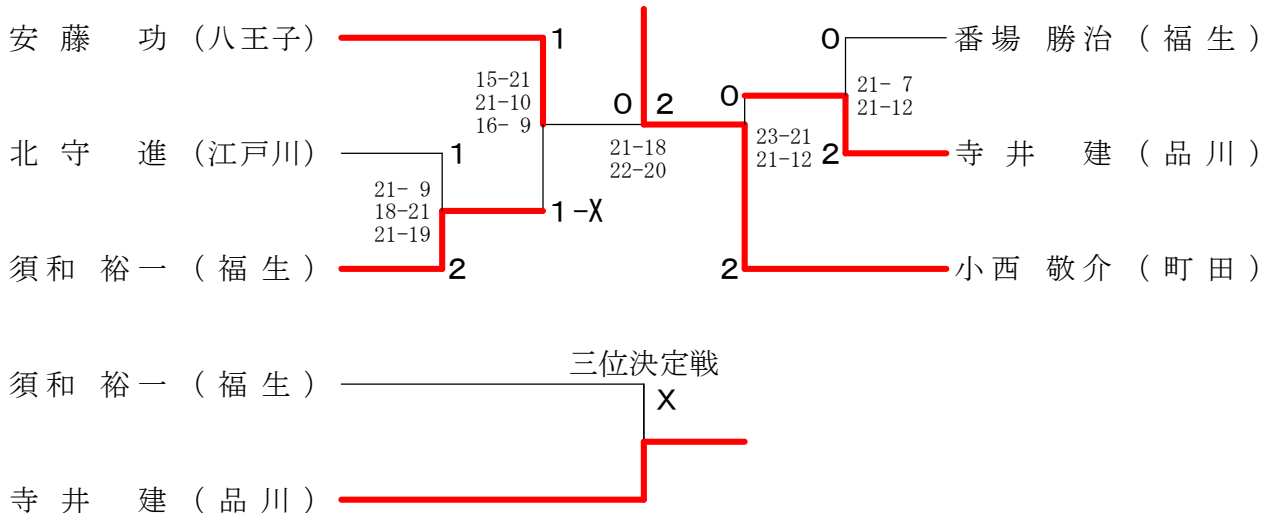 安藤 功 (八王子)
1
0
番場 勝治 (福生)
15-21
21-10
16- 9
0 2
0
21- 7
21-12
北守 進 (江戸川)
1
21-18
22-20
23-21
21-12
2
寺井 建 (品川)
21- 9
18-21
21-19
1-X
須和 裕一 (福生)
2
2
小西 敬介 (町田)
三位決定戦
須和 裕一 (福生)
X
寺井 建 (品川)